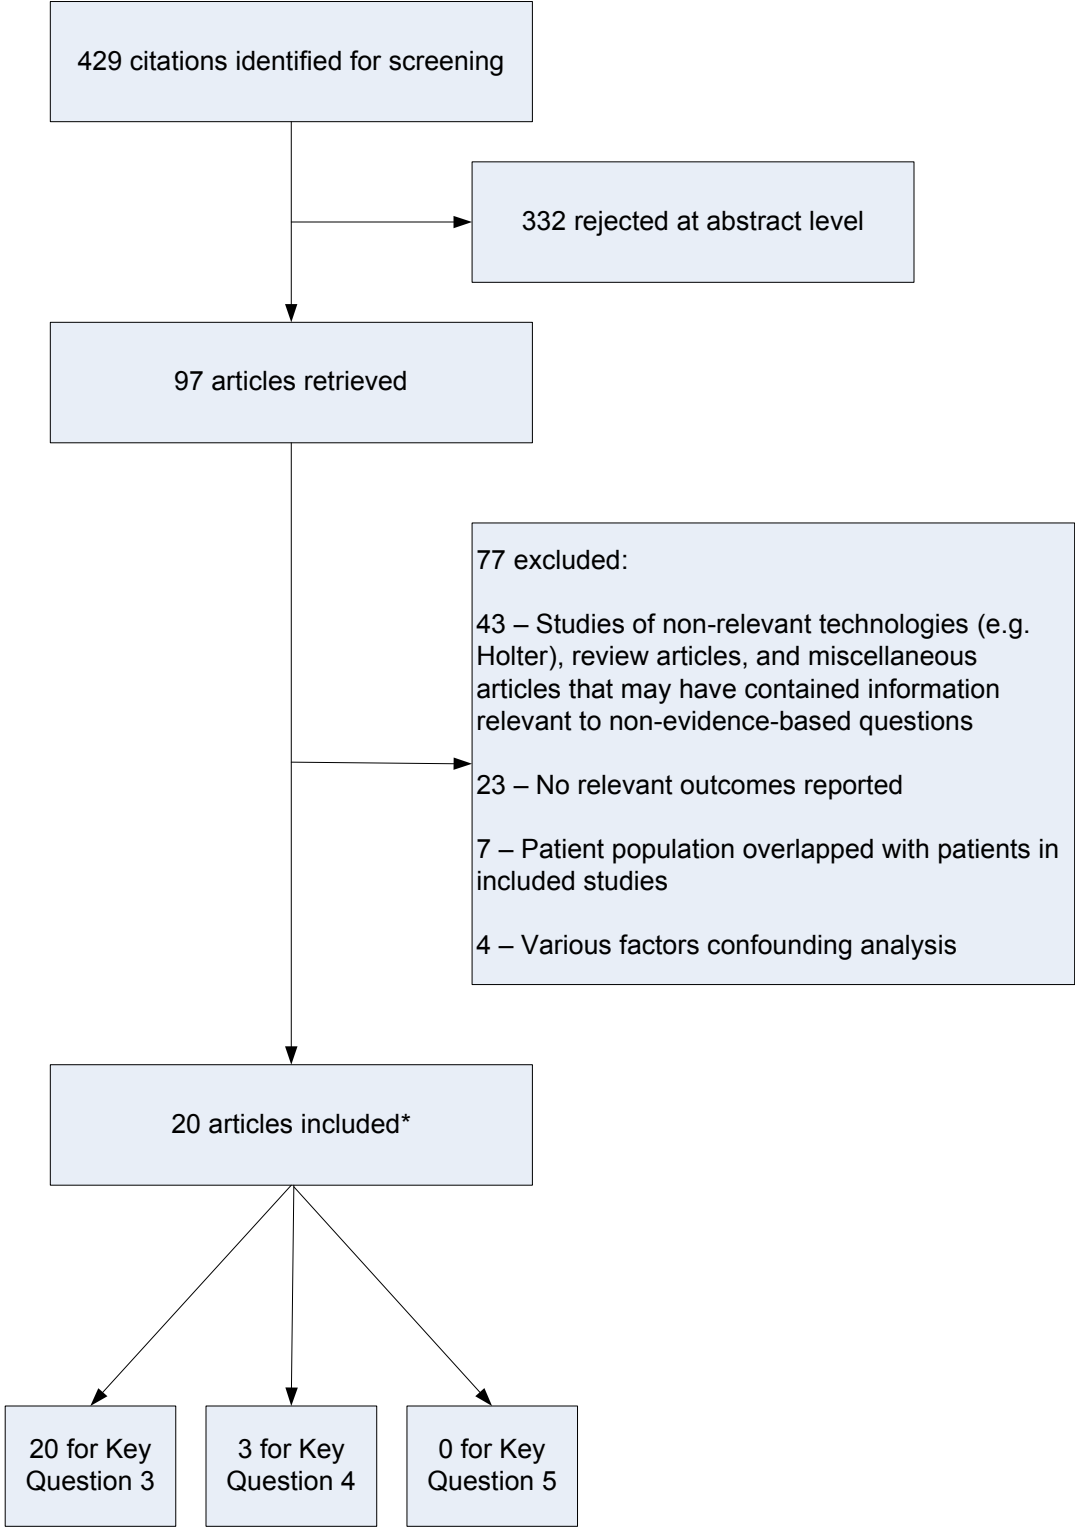 429 citations identified for screening
332 rejected at abstract level
97 articles retrieved
77 excluded:
43 – Studies of non-relevant technologies (e.g.
Holter), review articles, and miscellaneous
articles that may have contained information
relevant to non-evidence-based questions
23 – No relevant outcomes reported
7 – Patient population overlapped with patients in
included studies
4 – Various factors confounding analysis
20 articles included*
20 for Key
Question 3
3 for Key
Question 4
0 for Key
Question 5